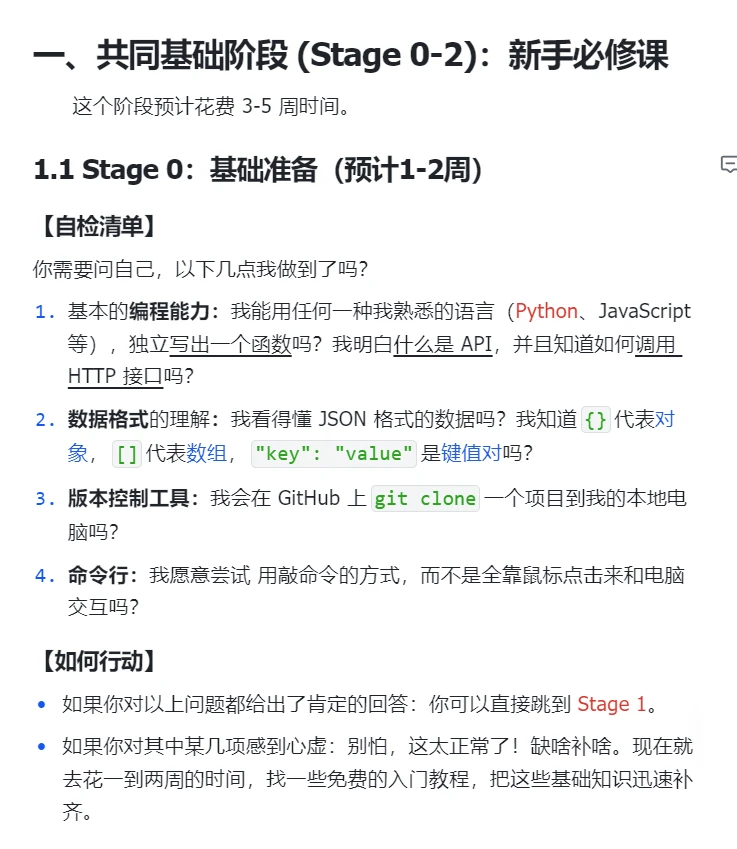 一、共同基础阶段 (Stage 0-2)：新手必修课
这个阶段预计花费 3-5 周时间。
1.1 Stage 0：基础准备（预计1-2周）
【自检清单】
你需要问自己，以下几点我做到了吗？
1. 基本的编程能力：我能用任何一种我熟悉的语言（Python、JavaScript
等），独立写出一个函数吗？我明白什么是 API，并且知道如何调用
HTTP 接口吗？
2. 数据格式的理解：我看得懂 JSON 格式的数据吗？我知道 {} 代表对
象， [] 代表数组， "key": "value" 是键值对吗？
3. 版本控制工具：我会在 GitHub 上 git clone 一个项目到我的本地电
脑吗？
4. 命令行：我愿意尝试 用敲命令的方式，而不是全靠鼠标点击来和电脑
交互吗？
【如何行动】
• 如果你对以上问题都给出了肯定的回答：你可以直接跳到 Stage 1。
• 如果你对其中某几项感到心虚：别怕，这太正常了！缺啥补啥。现在就
去花一到两周的时间，找一些免费的入门教程，把这些基础知识迅速补
齐。